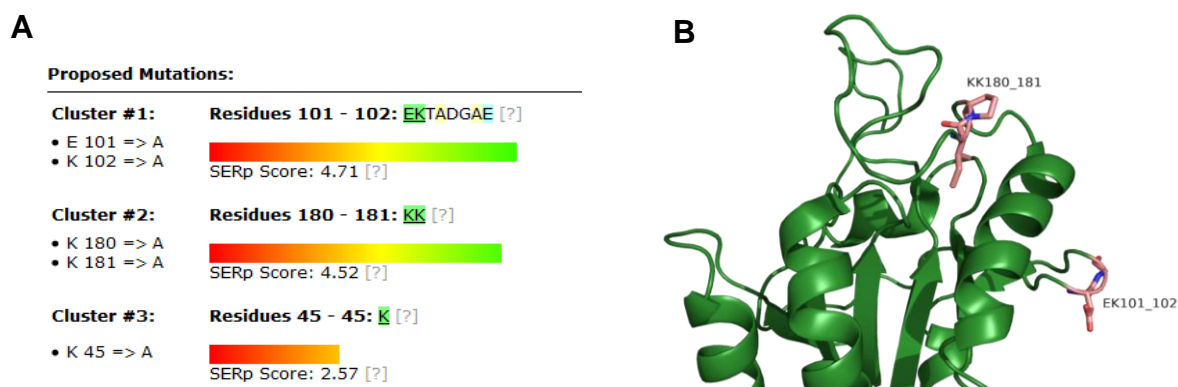 A
Proposed Mutations:
Cluster #1: Residues 101 - 102: EKTADGAE [?]
• E 101 => A
• K 102 => A
SERp Score: 4.71 [?]
Cluster #2: Residues 180 - 181: KK [?]
• K 180 => A
• K 181 => A
SERp Score: 4.52 [?]
Cluster #3: Residues 45 - 45: K [?]
• K 45 => A
SERp Score: 2.57 [?]
B
KK180_181
EK101_102